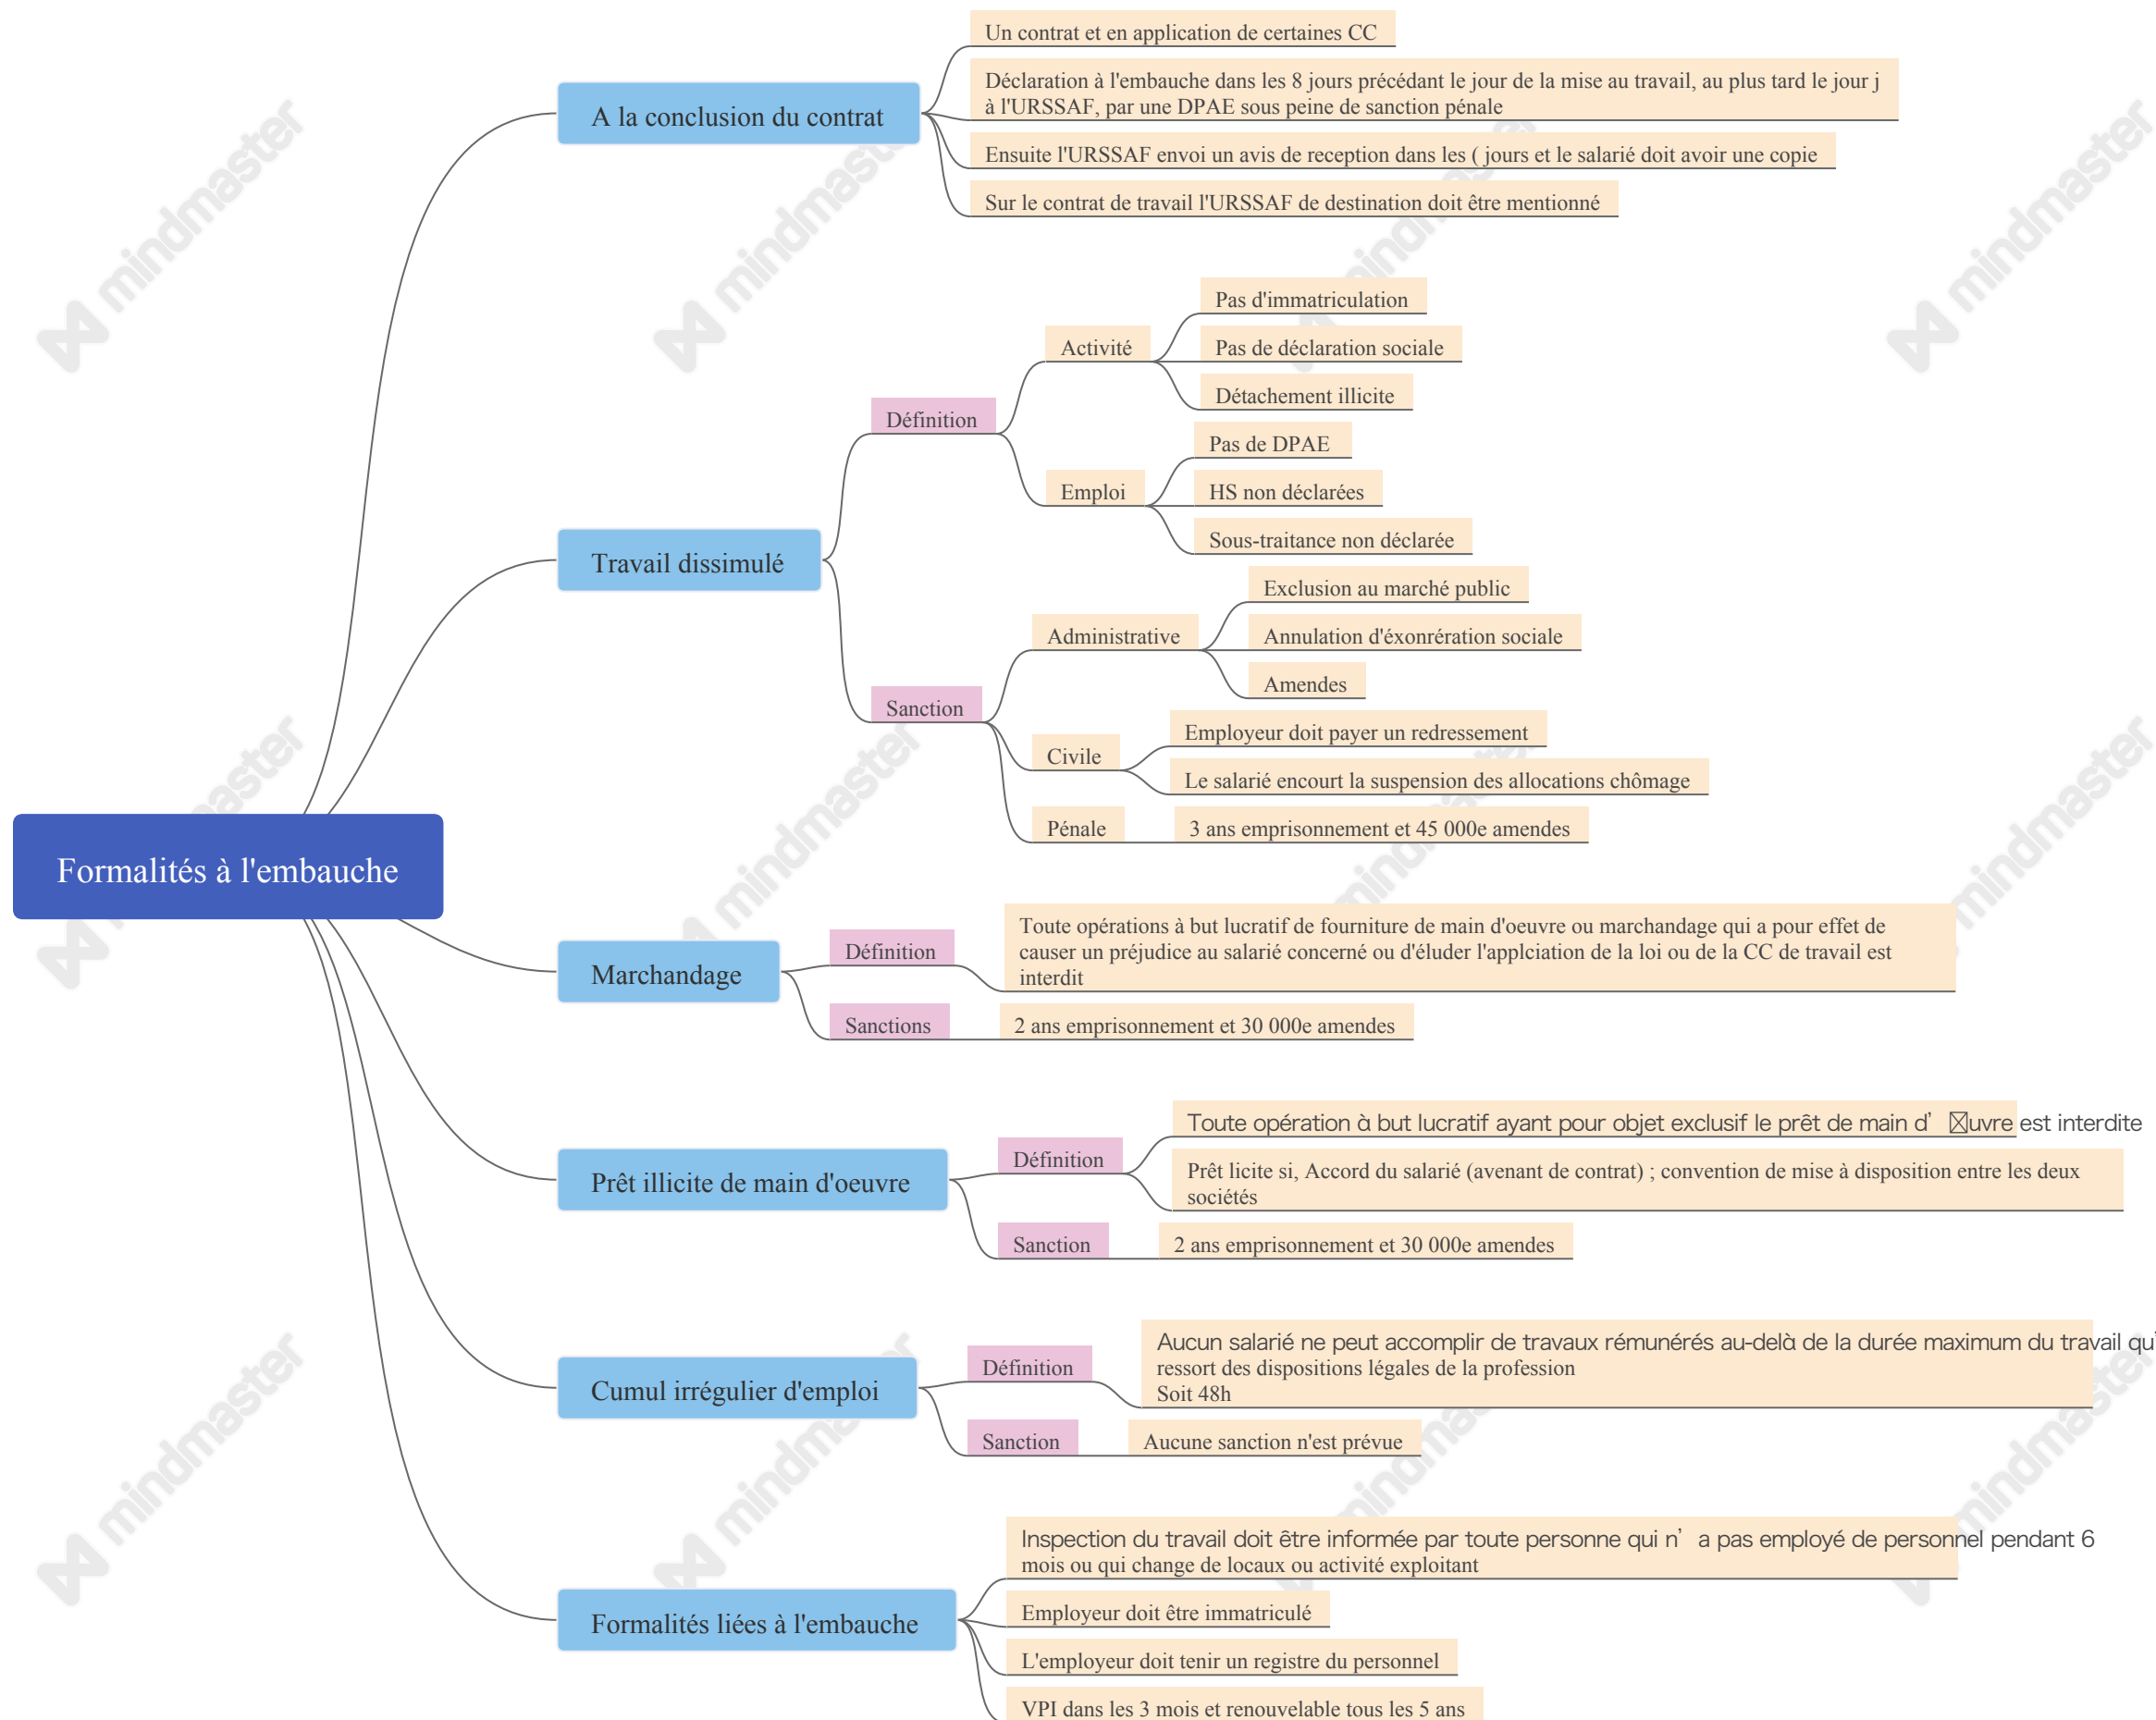 Formalités à l'embauche
A la conclusion du contrat
Un contrat et en application de certaines CC
Déclaration à l'embauche dans les 8 jours précédant le jour de la mise au travail, au plus tard le jour j
à l'URSSAF, par une DPAE sous peine de sanction pénale
Ensuite l'URSSAF envoi un avis de reception dans les ( jours et le salarié doit avoir une copie
Sur le contrat de travail l'URSSAF de destination doit être mentionné
Travail dissimulé
Définition
Activité
Pas d'immatriculation
Pas de déclaration sociale
Détachement illicite
Emploi
Pas de DPAE
HS non déclarées
Sous-traitance non déclarée
Sanction
Administrative
Exclusion au marché public
Annulation d'éxonrération sociale
Amendes
Civile
Employeur doit payer un redressement
Le salarié encourt la suspension des allocations chômage
Pénale
3 ans emprisonnement et 45 000e amendes
Marchandage
Définition
Toute opérations à but lucratif de fourniture de main d'oeuvre ou marchandage qui a pour effet de
causer un préjudice au salarié concerné ou d'éluder l'applciation de la loi ou de la CC de travail est
interdit
Sanctions
2 ans emprisonnement et 30 000e amendes
Prêt illicite de main d'oeuvre
Définition
Toute opération à but lucratif ayant pour objet exclusif le prêt de main d’ uvre est interdite
Prêt licite si, Accord du salarié (avenant de contrat) ; convention de mise à disposition entre les deux
sociétés
Sanction
2 ans emprisonnement et 30 000e amendes
Cumul irrégulier d'emploi
Définition
Aucun salarié ne peut accomplir de travaux rémunérés au-delà de la durée maximum du travail qu'
ressort des dispositions légales de la profession
Soit 48h
Sanction
Aucune sanction n'est prévue
Formalités liées à l'embauche
Inspection du travail doit être informée par toute personne qui n’ a pas employé de personnel pendant 6
mois ou qui change de locaux ou activité exploitant
Employeur doit être immatriculé
L'employeur doit tenir un registre du personnel
VPI dans les 3 mois et renouvelable tous les 5 ans
mindmaster
mindmaster
mindmaster
mindmaster
mindmaster
mindmaster
mindmaster
mindmaster
mindmaster
mindmaster
mindmaster
mindmaster